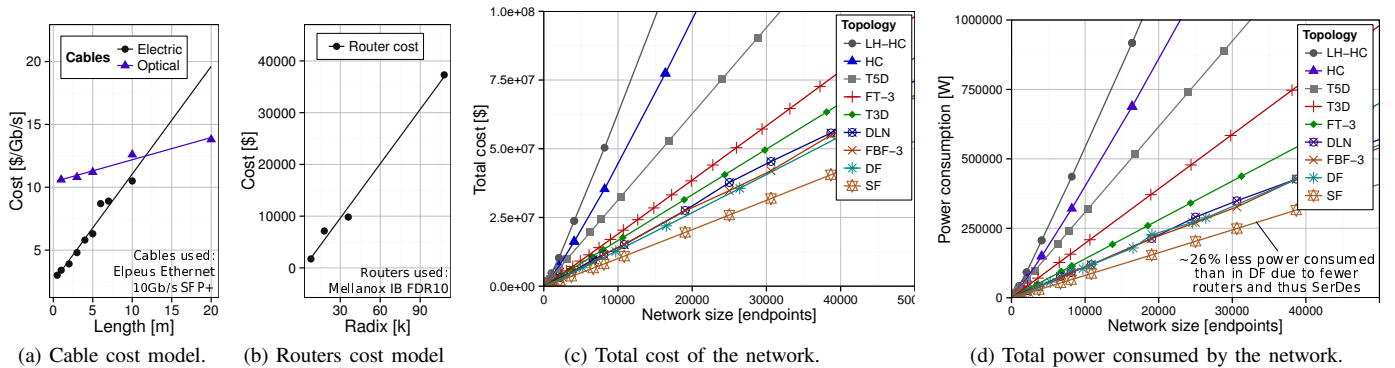 Cables
Electric
Optical
Cost [$/Gb/s]
20
15
10
5
0 5 10 15 20
Length [m]
Cables used:
Elpeus Ethernet
10Gb/s SFP+
(a) Cable cost model.
Router cost
Cost [$]
40000
30000
20000
10000
0
30 60 90
Radix [k]
Routers used:
Mellanox IB FDR10
(b) Routers cost model
Total cost [$]
1.0e+08
7.5e+07
5.0e+07
2.5e+07
0.0e+00
0 10000 20000 30000 40000 500
Network size [endpoints]
Topology
LH−HC
HC
T5D
FT−3
T3D
DLN
FBF−3
DF
SF
(c) Total cost of the network.
Power consumption [W]
1000000
750000
500000
250000
0
0 10000 20000 30000 40000
Network size [endpoints]
Topology
LH−HC
HC
T5D
T3D
FT−3
DLN
FBF−3
DF
SF
~26% less power consumed
than in DF due to fewer
routers and thus SerDes
(d) Total power consumed by the network.